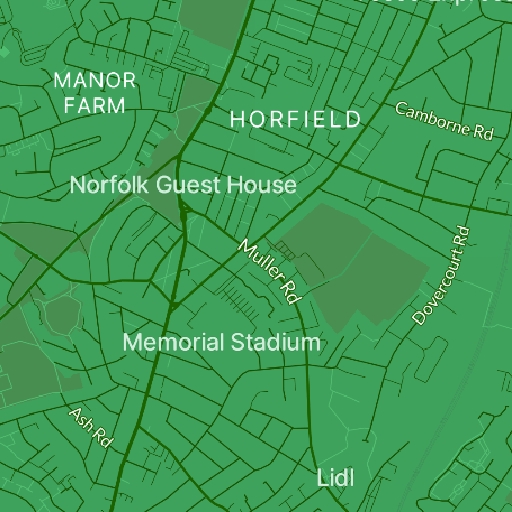 MANOR
FARM
HORFIELD
Camborne Rd
Norfolk Guest House
Muller Rd
Dovercourt Rd
Memorial Stadium
Ash Rd
Lidl